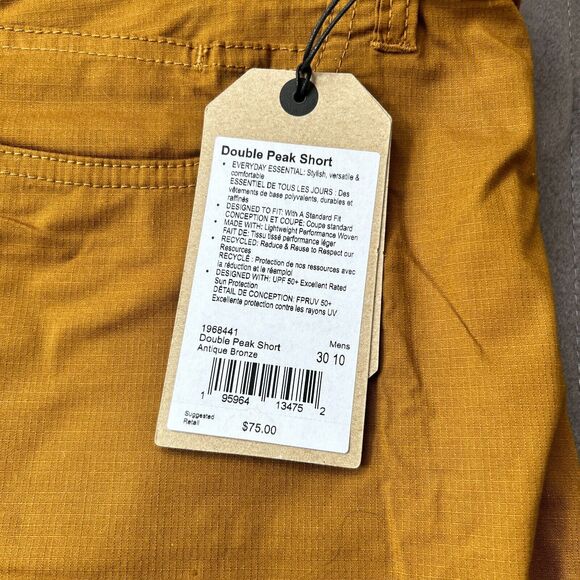 Double Peak Short
• EVERYDAY ESSENTIAL: Stylish, versatile &
comfortable
ESSENTIEL DE TOUS LES JOURS : Des
vêtements de base polyvalents, durables et
raffinés
• DESIGNED TO FIT: With A Standard Fit
CONCEPTION ET COUPE: Coupe standard
• MADE WITH: Lightweight Performance Woven
FAIT DE: Tissu tissé performance léger
• RECYCLED: Reduce & Reuse to Respect our
Resources
RECYCLÉ : Protection de nos ressources avec
la réduction et le réemploi
• DESIGNED WITH: UPF 50+ Excellent Rated
Sun Protection
DÉTAIL DE CONCEPTION: FPRUV 50+
Excellente protection contre les rayons UV
1968441
Double Peak Short Mens
Antique Bronze 30 10
1 95964 13475 2
Suggested
Retail $75.00